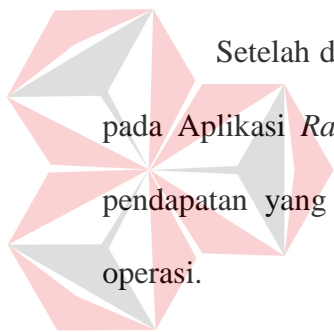 Setelah d
pada Aplikasi Ra
pendapatan yang
operasi.